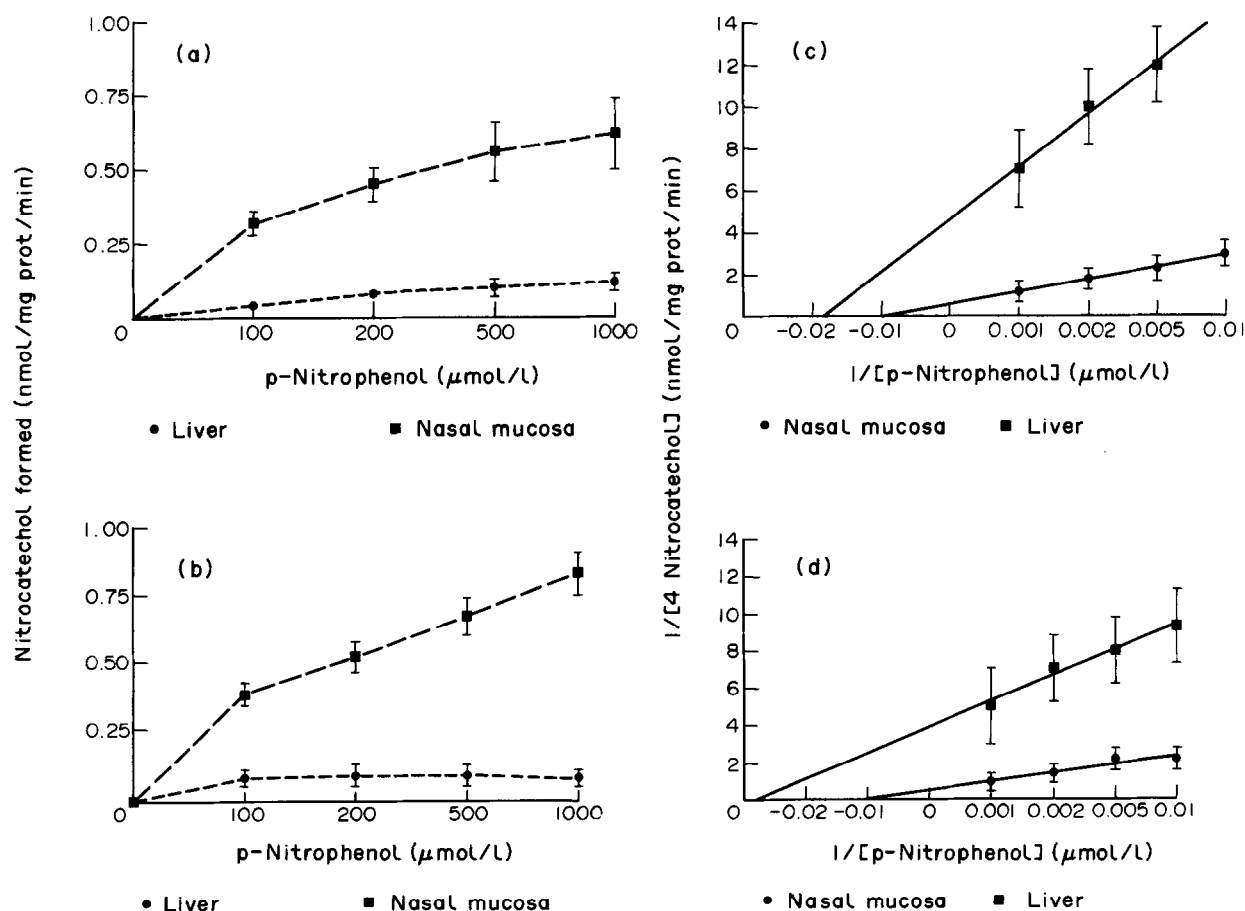 Nitrocatechol formed (nmol/mg prot/min)
1.00
0.75
0.50
0.25
(a)
0 100 200 500 1000
p-Nitrophenol (μmol/l)
• Liver ■ Nasal mucosa
1.00
0.75
0.50
0.25
(b)
0 100 200 500 1000
p-Nitrophenol (μmol/l)
• Liver ■ Nasal mucosa
1/[4 Nitrocatechol] (nmol/mg prot/min)
14
12
10
8
6
4
2
(c)
0 -0.02 -0.01 0 0.001 0.002 0.005 0.01
1/[p-Nitrophenol] (μmol/l)
• Nasal mucosa ■ Liver
14
12
10
8
6
4
2
(d)
0 -0.02 -0.01 0 0.001 0.002 0.005 0.01
1/[p-Nitrophenol] (μmol/l)
• Nasal mucosa ■ Liver